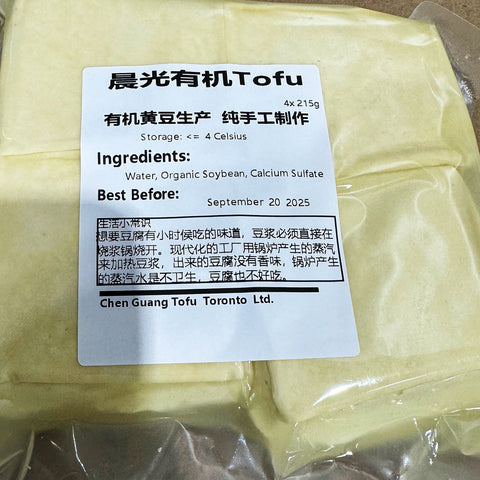 晨光有机Tofu
4x 215g
有机黄豆生产 纯手工制作
Storage: <= 4 Celsius
Ingredients:
Water, Organic Soybean, Calcium Sulfate
Best Before:
September 20 2025
生活小常识
想要豆腐有小时侯吃的味道，豆浆必须直接在
烧浆锅烧开。现代化的工厂用锅炉产生的蒸汽
来加热豆浆，出来的豆腐没有香味，锅炉产生
的蒸汽水是不卫生，豆腐也不好吃。
Chen Guang Tofu Toronto Ltd.